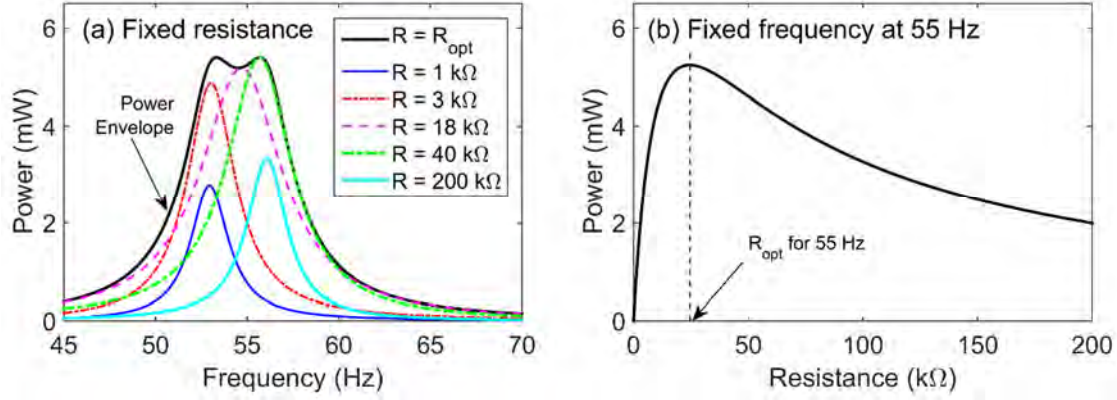 (a) Fixed resistance
Power (mW)
6
4
2
0
Power
Envelope
R = R_opt
R = 1 kΩ
R = 3 kΩ
R = 18 kΩ
R = 40 kΩ
R = 200 kΩ
45 50 55 60 65 70
Frequency (Hz)
(b) Fixed frequency at 55 Hz
Power (mW)
6
4
2
0
R_opt for 55 Hz
0 50 100 150 200
Resistance (kΩ)